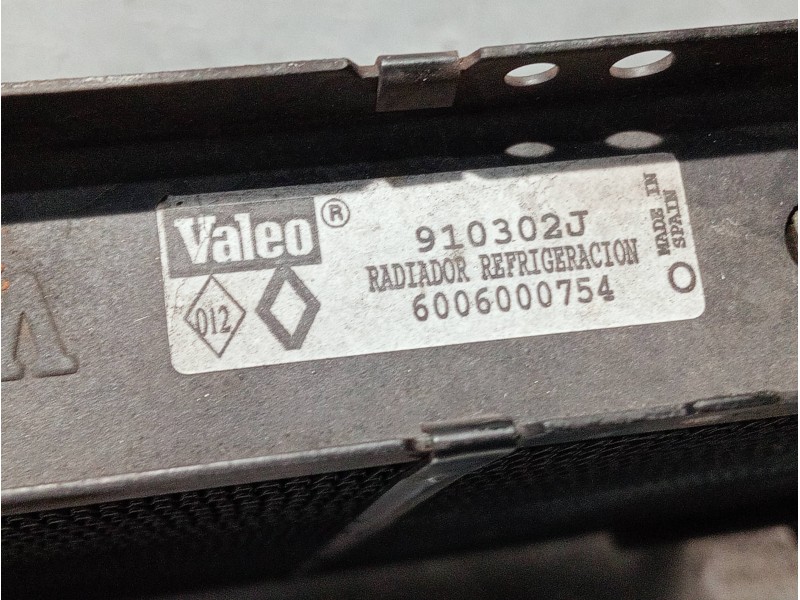 Valeo ®
910302J
RADIADOR REFRIGERACION
6006000754
012
MADE IN
SPAIN